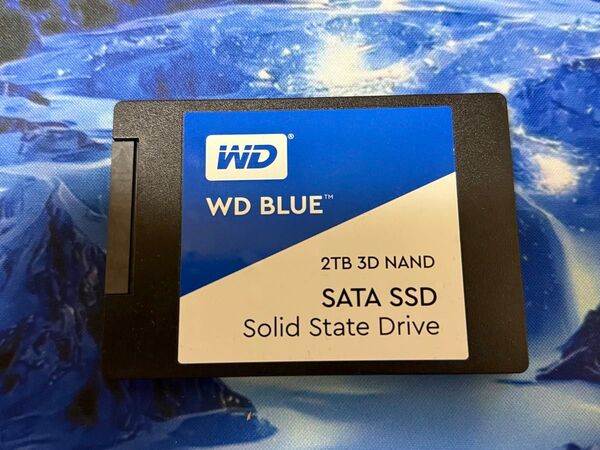 WD®
WD BLUE™
2TB 3D NAND
SATA SSD
Solid State Drive